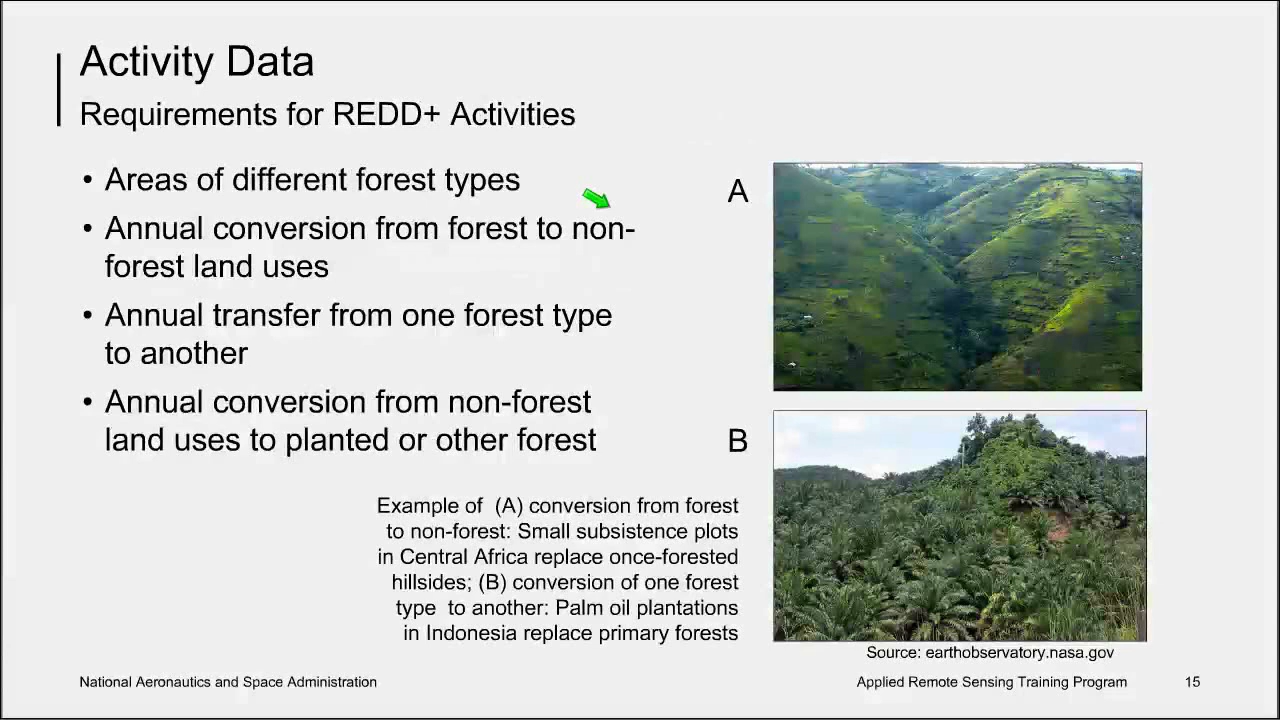 Activity Data
Requirements for REDD+ Activities
• Areas of different forest types
• Annual conversion from forest to non-
forest land uses
• Annual transfer from one forest type
to another
• Annual conversion from non-forest
land uses to planted or other forest
A
B
Example of (A) conversion from forest
to non-forest: Small subsistence plots
in Central Africa replace once-forested
hillsides; (B) conversion of one forest
type to another: Palm oil plantations
in Indonesia replace primary forests
Source: earthobservatory.nasa.gov
National Aeronautics and Space Administration
Applied Remote Sensing Training Program
15